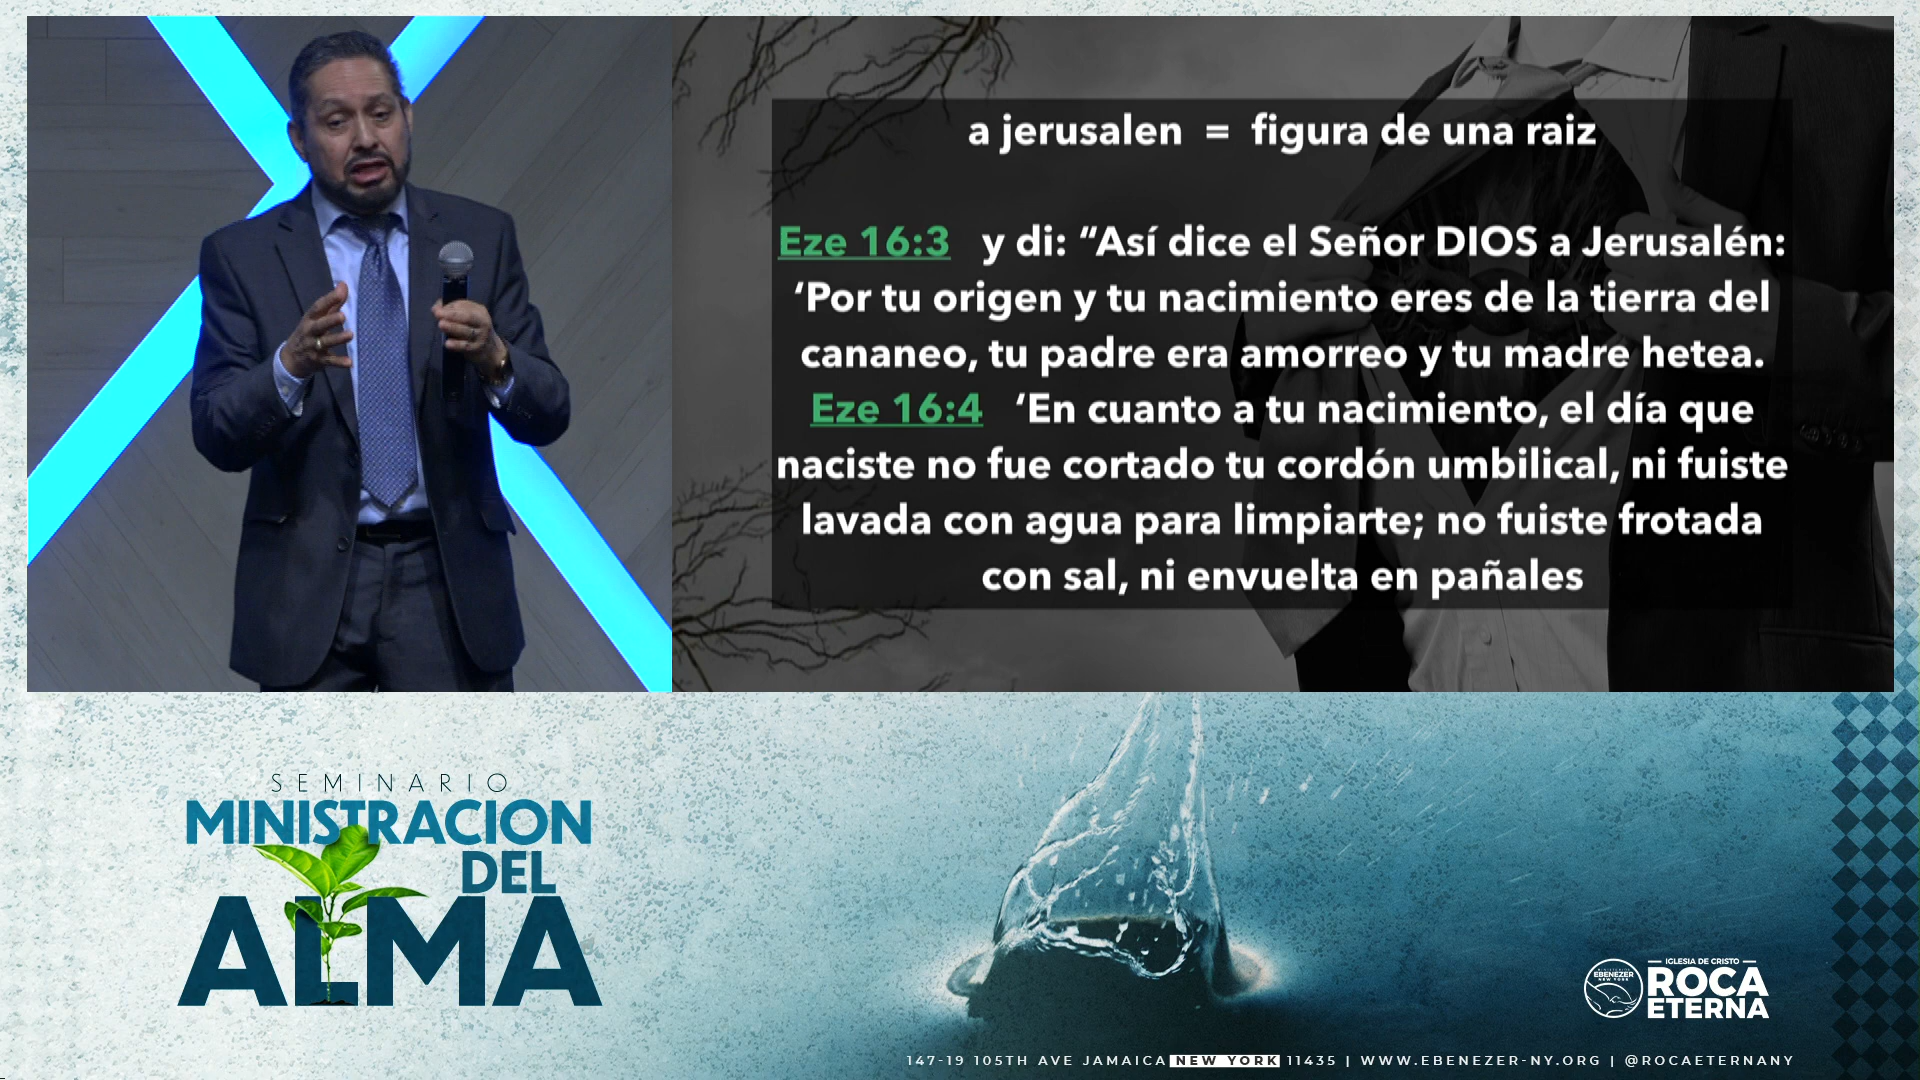 a jerusalen = figura de una raiz
Eze 16:3 y di: “Así dice el Señor DIOS a Jerusalén:
‘Por tu origen y tu nacimiento eres de la tierra del
cananeo, tu padre era amorreo y tu madre hetea.
Eze 16:4 ‘En cuanto a tu nacimiento, el día que
naciste no fue cortado tu cordón umbilical, ni fuiste
lavada con agua para limpiarte; no fuiste frotada
con sal, ni envuelta en pañales
SEMINARIO
MINISTRACION
DEL
ALMA
EBENEZER
NEW YORK
IGLESIA DE CRISTO
ROCA
ETERNA
147-19 105TH AVE JAMAICA NEW YORK 11435 | WWW.EBENEZER-NY.ORG | @ROCAETERNANY